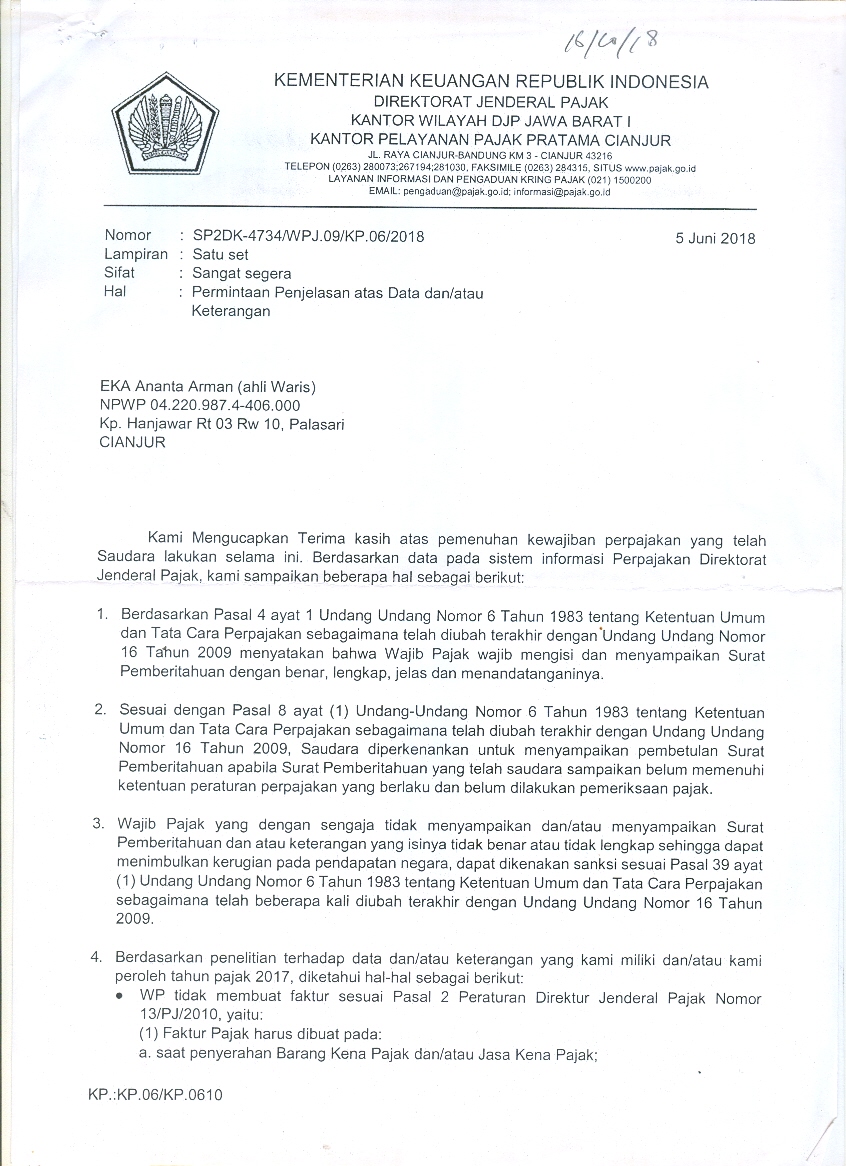 16/10/18
KEMENTERIAN KEUANGAN REPUBLIK INDONESIA
DIREKTORAT JENDERAL PAJAK
KANTOR WILAYAH DJP JAWA BARAT I
KANTOR PELAYANAN PAJAK PRATAMA CIANJUR
JL. RAYA CIANJUR-BANDUNG KM 3 - CIANJUR 43216
TELEPON (0263) 280073;267194;281030, FAKSIMILE (0263) 284315, SITUS www.pajak.go.id
LAYANAN INFORMASI DAN PENGADUAN KRING PAJAK (021) 1500200
EMAIL: pengaduan@pajak.go.id; informasi@pajak.go.id
Nomor : SP2DK-4734/WPJ.09/KP.06/2018 5 Juni 2018
Lampiran : Satu set
Sifat : Sangat segera
Hal : Permintaan Penjelasan atas Data dan/atau
Keterangan
EKA Ananta Arman (ahli Waris)
NPWP 04.220.987.4-406.000
Kp. Hanjawar Rt 03 Rw 10, Palasari
CIANJUR
Kami Mengucapkan Terima kasih atas pemenuhan kewajiban perpajakan yang telah
Saudara lakukan selama ini. Berdasarkan data pada sistem informasi Perpajakan Direktorat
Jenderal Pajak, kami sampaikan beberapa hal sebagai berikut:
1. Berdasarkan Pasal 4 ayat 1 Undang Undang Nomor 6 Tahun 1983 tentang Ketentuan Umum
dan Tata Cara Perpajakan sebagaimana telah diubah terakhir dengan Undang Undang Nomor
16 Tahun 2009 menyatakan bahwa Wajib Pajak wajib mengisi dan menyampaikan Surat
Pemberitahuan dengan benar, lengkap, jelas dan menandatanganinya.
2. Sesuai dengan Pasal 8 ayat (1) Undang-Undang Nomor 6 Tahun 1983 tentang Ketentuan
Umum dan Tata Cara Perpajakan sebagaimana telah diubah terakhir dengan Undang Undang
Nomor 16 Tahun 2009, Saudara diperkenankan untuk menyampaikan pembetulan Surat
Pemberitahuan apabila Surat Pemberitahuan yang telah saudara sampaikan belum memenuhi
ketentuan peraturan perpajakan yang berlaku dan belum dilakukan pemeriksaan pajak.
3. Wajib Pajak yang dengan sengaja tidak menyampaikan dan/atau menyampaikan Surat
Pemberitahuan dan atau keterangan yang isinya tidak benar atau tidak lengkap sehingga dapat
menimbulkan kerugian pada pendapatan negara, dapat dikenakan sanksi sesuai Pasal 39 ayat
(1) Undang Undang Nomor 6 Tahun 1983 tentang Ketentuan Umum dan Tata Cara Perpajakan
sebagaimana telah beberapa kali diubah terakhir dengan Undang Undang Nomor 16 Tahun
2009.
4. Berdasarkan penelitian terhadap data dan/atau keterangan yang kami miliki dan/atau kami
peroleh tahun pajak 2017, diketahui hal-hal sebagai berikut:
• WP tidak membuat faktur sesuai Pasal 2 Peraturan Direktur Jenderal Pajak Nomor
13/PJ/2010, yaitu:
(1) Faktur Pajak harus dibuat pada:
a. saat penyerahan Barang Kena Pajak dan/atau Jasa Kena Pajak;
KP.:KP.06/KP.0610